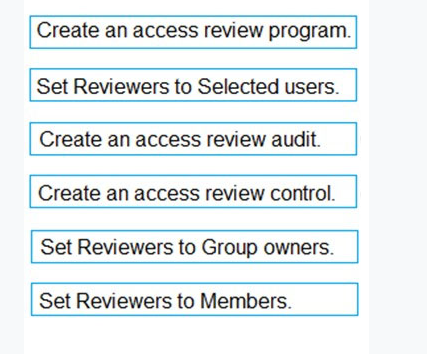 Create an access review program.
Set Reviewers to Selected users.
Create an access review audit.
Create an access review control.
Set Reviewers to Group owners.
Set Reviewers to Members.